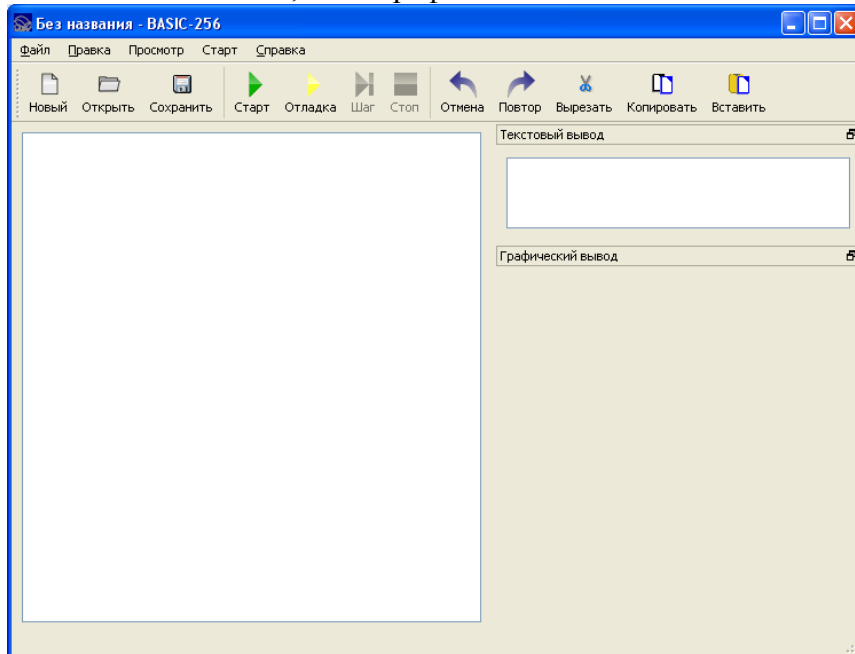 Без названия - BASIC-256
Файл Правка Просмотр Старт Справка
Новый Открыть Сохранить Старт Отладка Шаг Стоп Отмена Повтор Вырезать Копировать Вставить
Текстовый вывод
Графический вывод